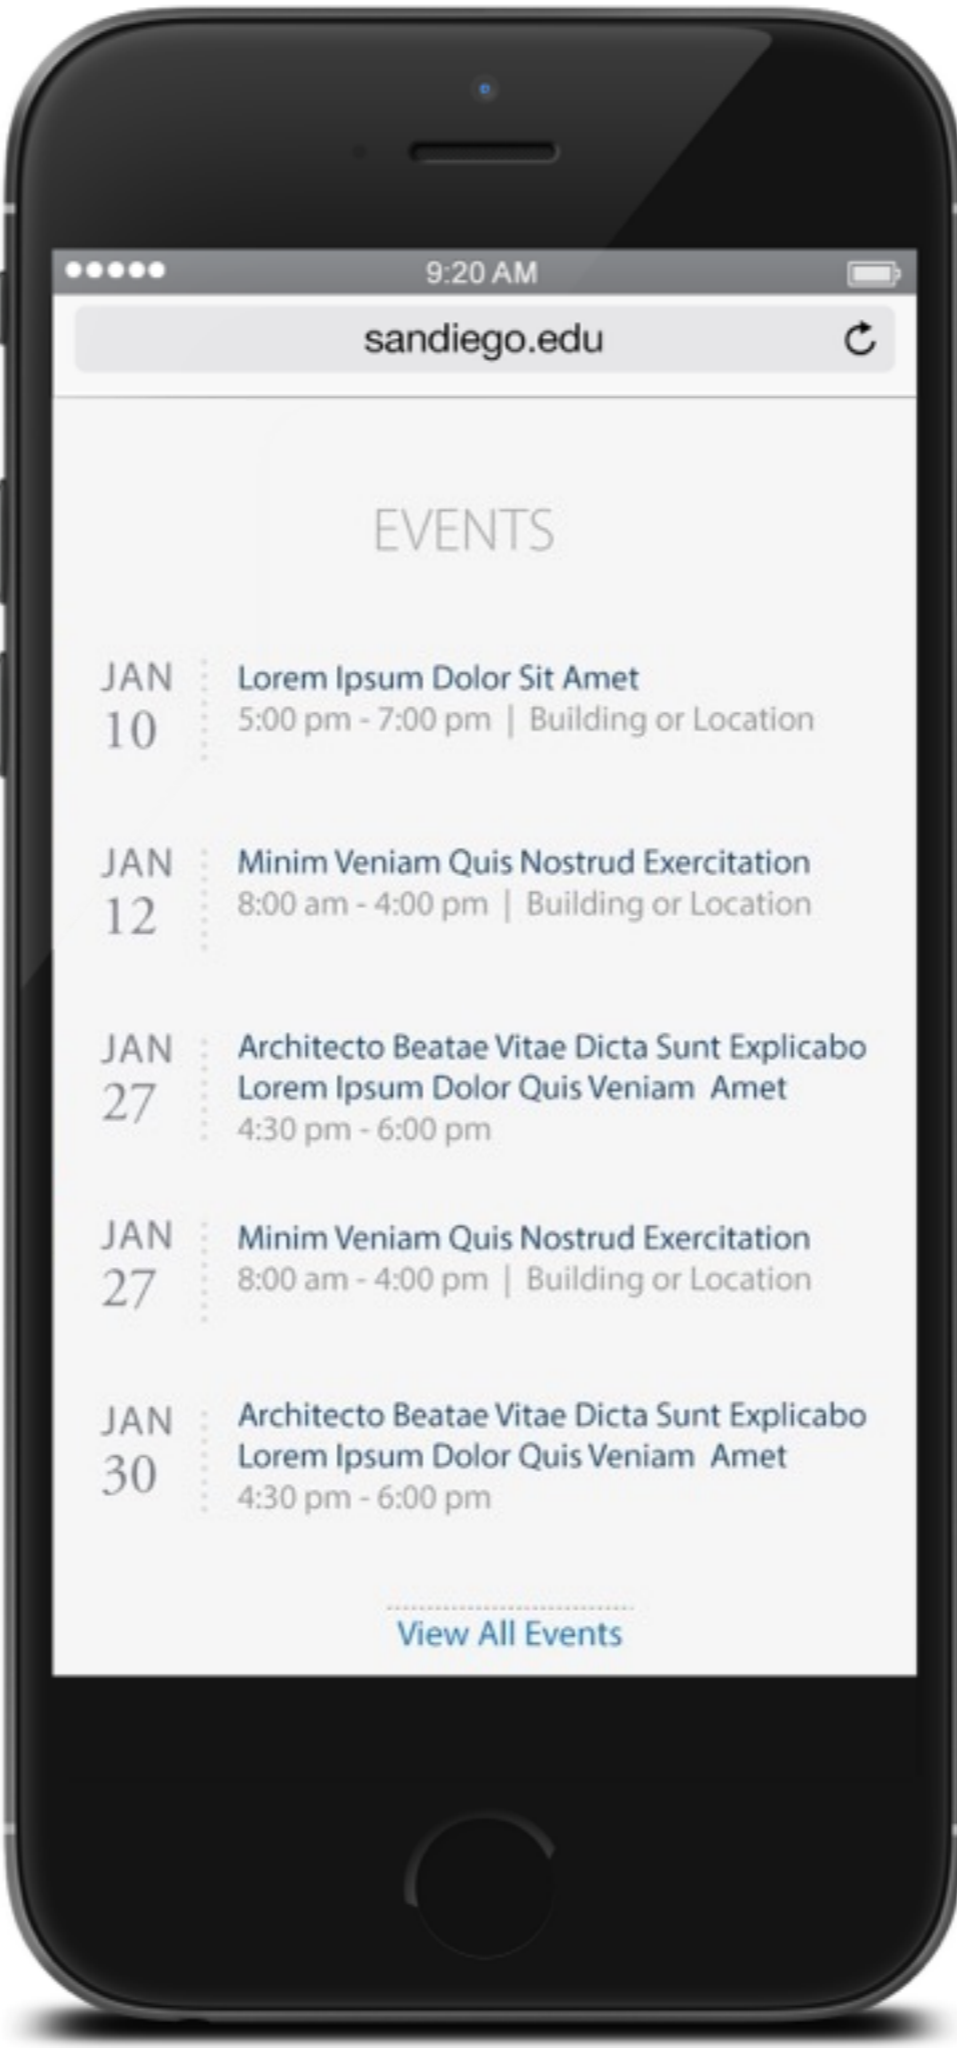 9:20 AM
sandiego.edu
EVENTS
JAN
10
Lorem Ipsum Dolor Sit Amet
5:00 pm - 7:00 pm | Building or Location
JAN
12
Minim Veniam Quis Nostrud Exercitation
8:00 am - 4:00 pm | Building or Location
JAN
27
Architecto Beatae Vitae Dicta Sunt Explicabo
Lorem Ipsum Dolor Quis Veniam  Amet
4:30 pm - 6:00 pm
JAN
27
Minim Veniam Quis Nostrud Exercitation
8:00 am - 4:00 pm | Building or Location
JAN
30
Architecto Beatae Vitae Dicta Sunt Explicabo
Lorem Ipsum Dolor Quis Veniam  Amet
4:30 pm - 6:00 pm
View All Events